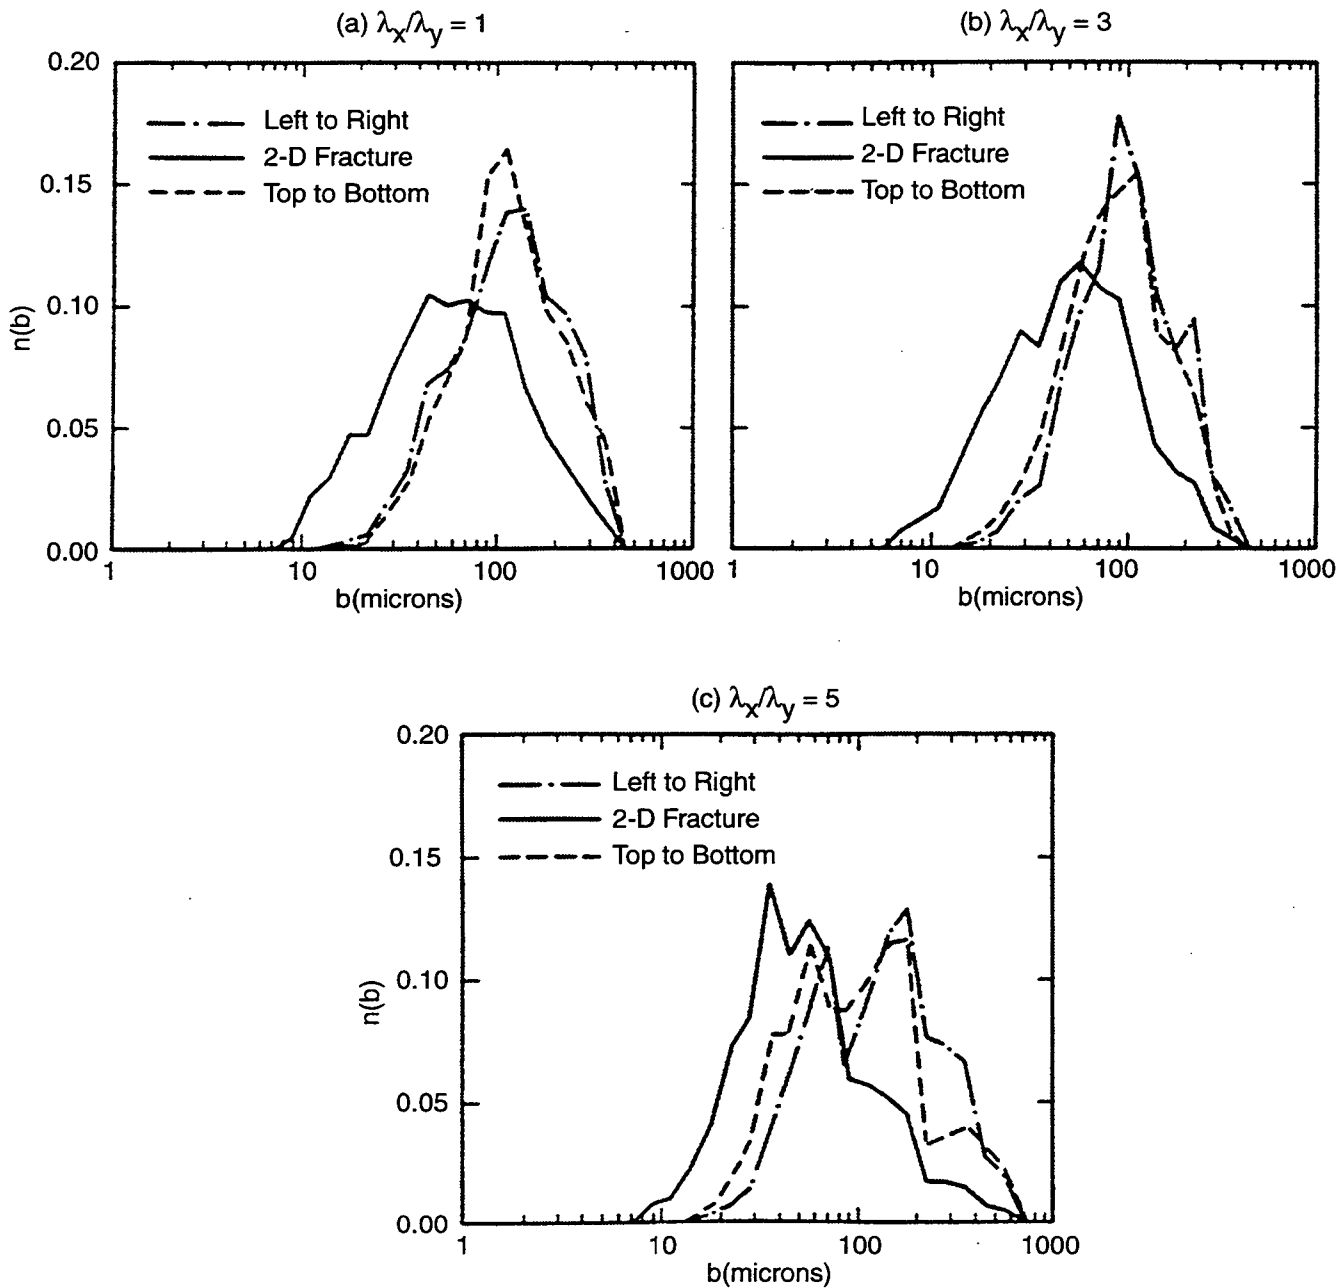 (a) λx/λy = 1
0.20
0.15
0.10
0.05
0.00
n(b)
Left to Right
2-D Fracture
Top to Bottom
1
10
100
1000
b(microns)
(b) λx/λy = 3
Left to Right
2-D Fracture
Top to Bottom
1
10
100
1000
b(microns)
(c) λx/λy = 5
0.20
0.15
0.10
0.05
0.00
n(b)
Left to Right
2-D Fracture
Top to Bottom
1
10
100
1000
b(microns)